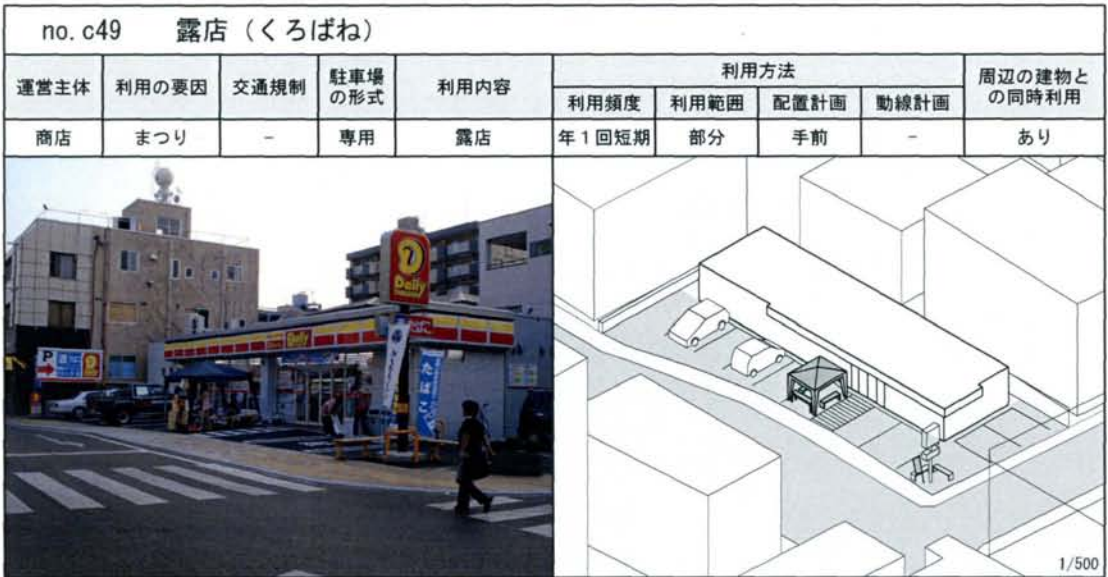 no. c49 露店（くろばね）
運営主体 利用の要因 交通規制 駐車場の形式 利用内容 利用方法 周辺の建物との同時利用
利用頻度 利用範囲 配置計画 動線計画
商店 まつり - 専用 露店 年１回短期 部分 手前 - あり
Daily
たばこ
Daily
P
たばこ
1/500